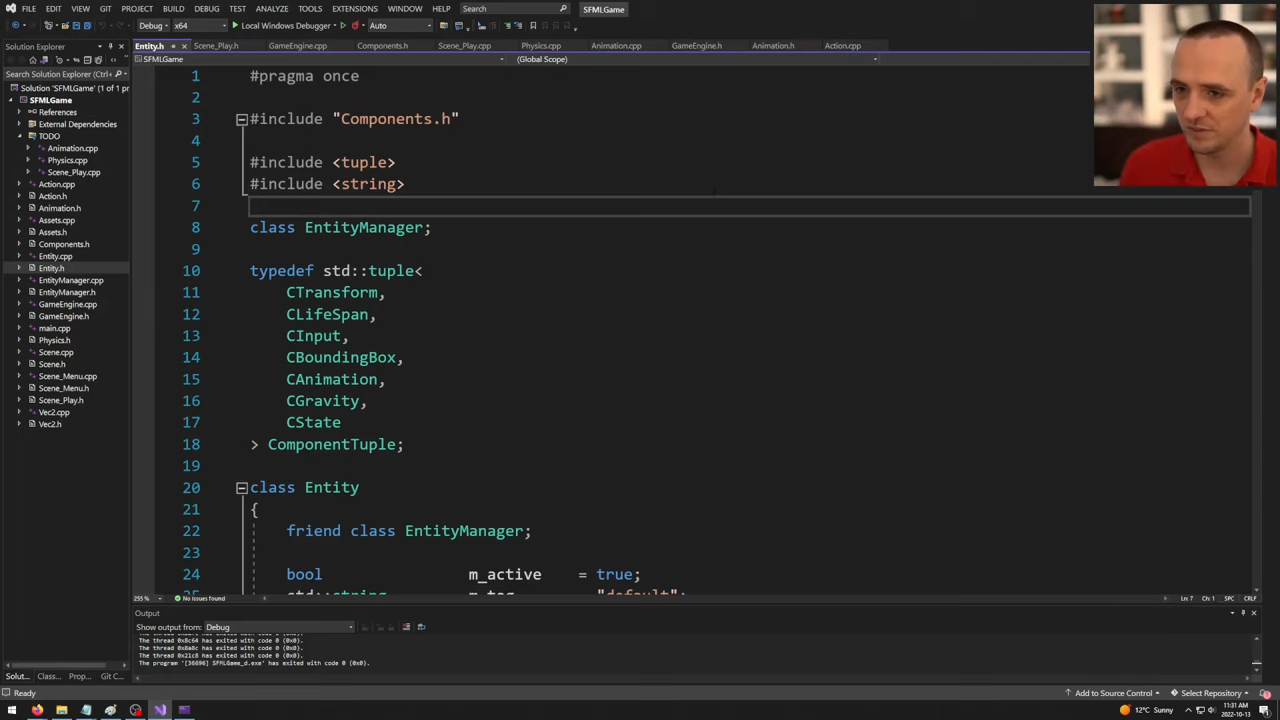 FILE EDIT VIEW GIT PROJECT BUILD DEBUG TEST ANALYZE TOOLS EXTENSIONS WINDOW HELP Search SFMLGame
Debug x64 Local Windows Debugger Auto
Solution Explorer Entity.h Scene_Play.h GameEngine.cpp Components.h Scene_Play.cpp Physics.cpp Animation.cpp GameEngine.h Animation.h Action.cpp
SFMLGame (Global Scope)
Search Solution Explorer (Ctrl+
Solution 'SFMLGame' (1 of 1 pr
SFMLGame
References
External Dependencies
TODO
Animation.cpp
Physics.cpp
Scene_Play.cpp
Action.cpp
Action.h
Animation.h
Assets.cpp
Assets.h
Components.h
Entity.cpp
Entity.h
EntityManager.cpp
EntityManager.h
GameEngine.cpp
GameEngine.h
main.cpp
Physics.h
Scene.cpp
Scene.h
Scene_Menu.cpp
Scene_Menu.h
Scene_Play.h
Vec2.cpp
Vec2.h
Solut... Class... Prop... Git C...
1 #pragma once
2
3 #include "Components.h"
4
5 #include <tuple>
6 #include <string>
7
8 class EntityManager;
9
10 typedef std::tuple<
11 CTransform,
12 CLifeSpan,
13 CInput,
14 CBoundingBox,
15 CAnimation,
16 CGravity,
17 CState
18 > ComponentTuple;
19
20 class Entity
21 {
22 friend class EntityManager;
23
24 bool m_active = true;
25 std::string m_tag "default";
255 % No issues found Ln: 7 Ch: 1 SPC CRLF
Output
Show output from: Debug
The thread 0x8c64 has exited with code 0 (0x0).
The thread 0x8a8c has exited with code 0 (0x0).
The thread 0x21c8 has exited with code 0 (0x0).
The program '[36696] SFMLGame_d.exe' has exited with code 0 (0x0).
Ready Add to Source Control Select Repository
12°C Sunny 11:31 AM
2022-10-13